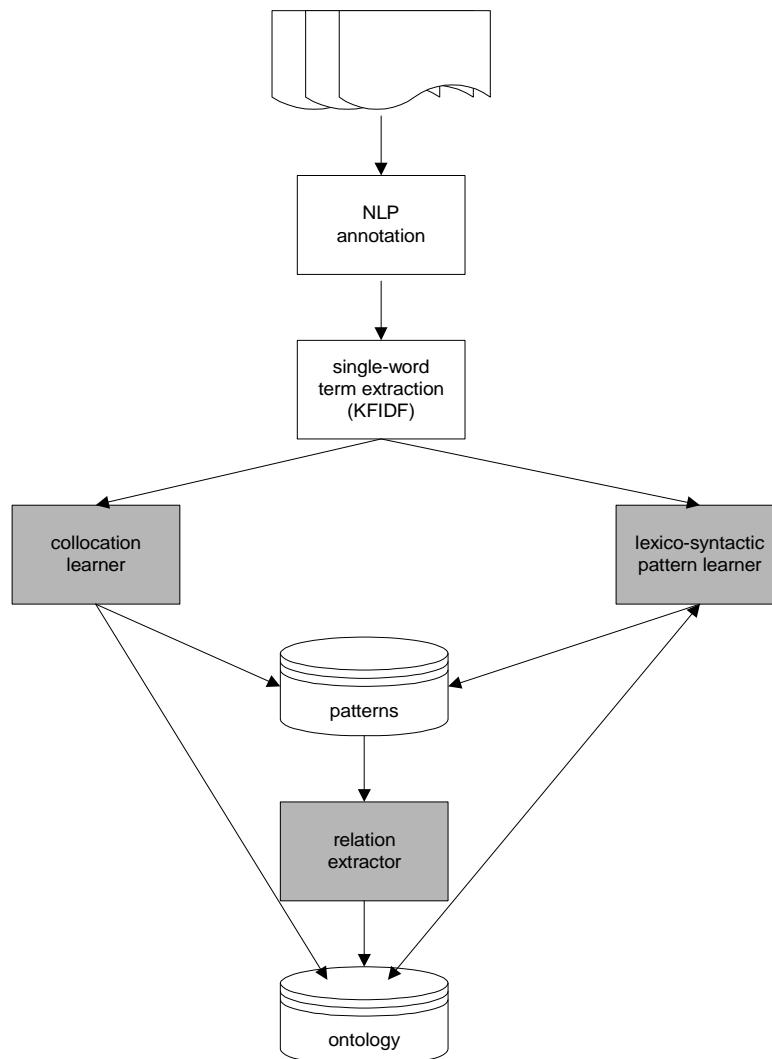 NLP
annotation
single-word
term extraction
(KFIDF)
collocation
learner
lexico-syntactic
pattern learner
patterns
relation
extractor
ontology